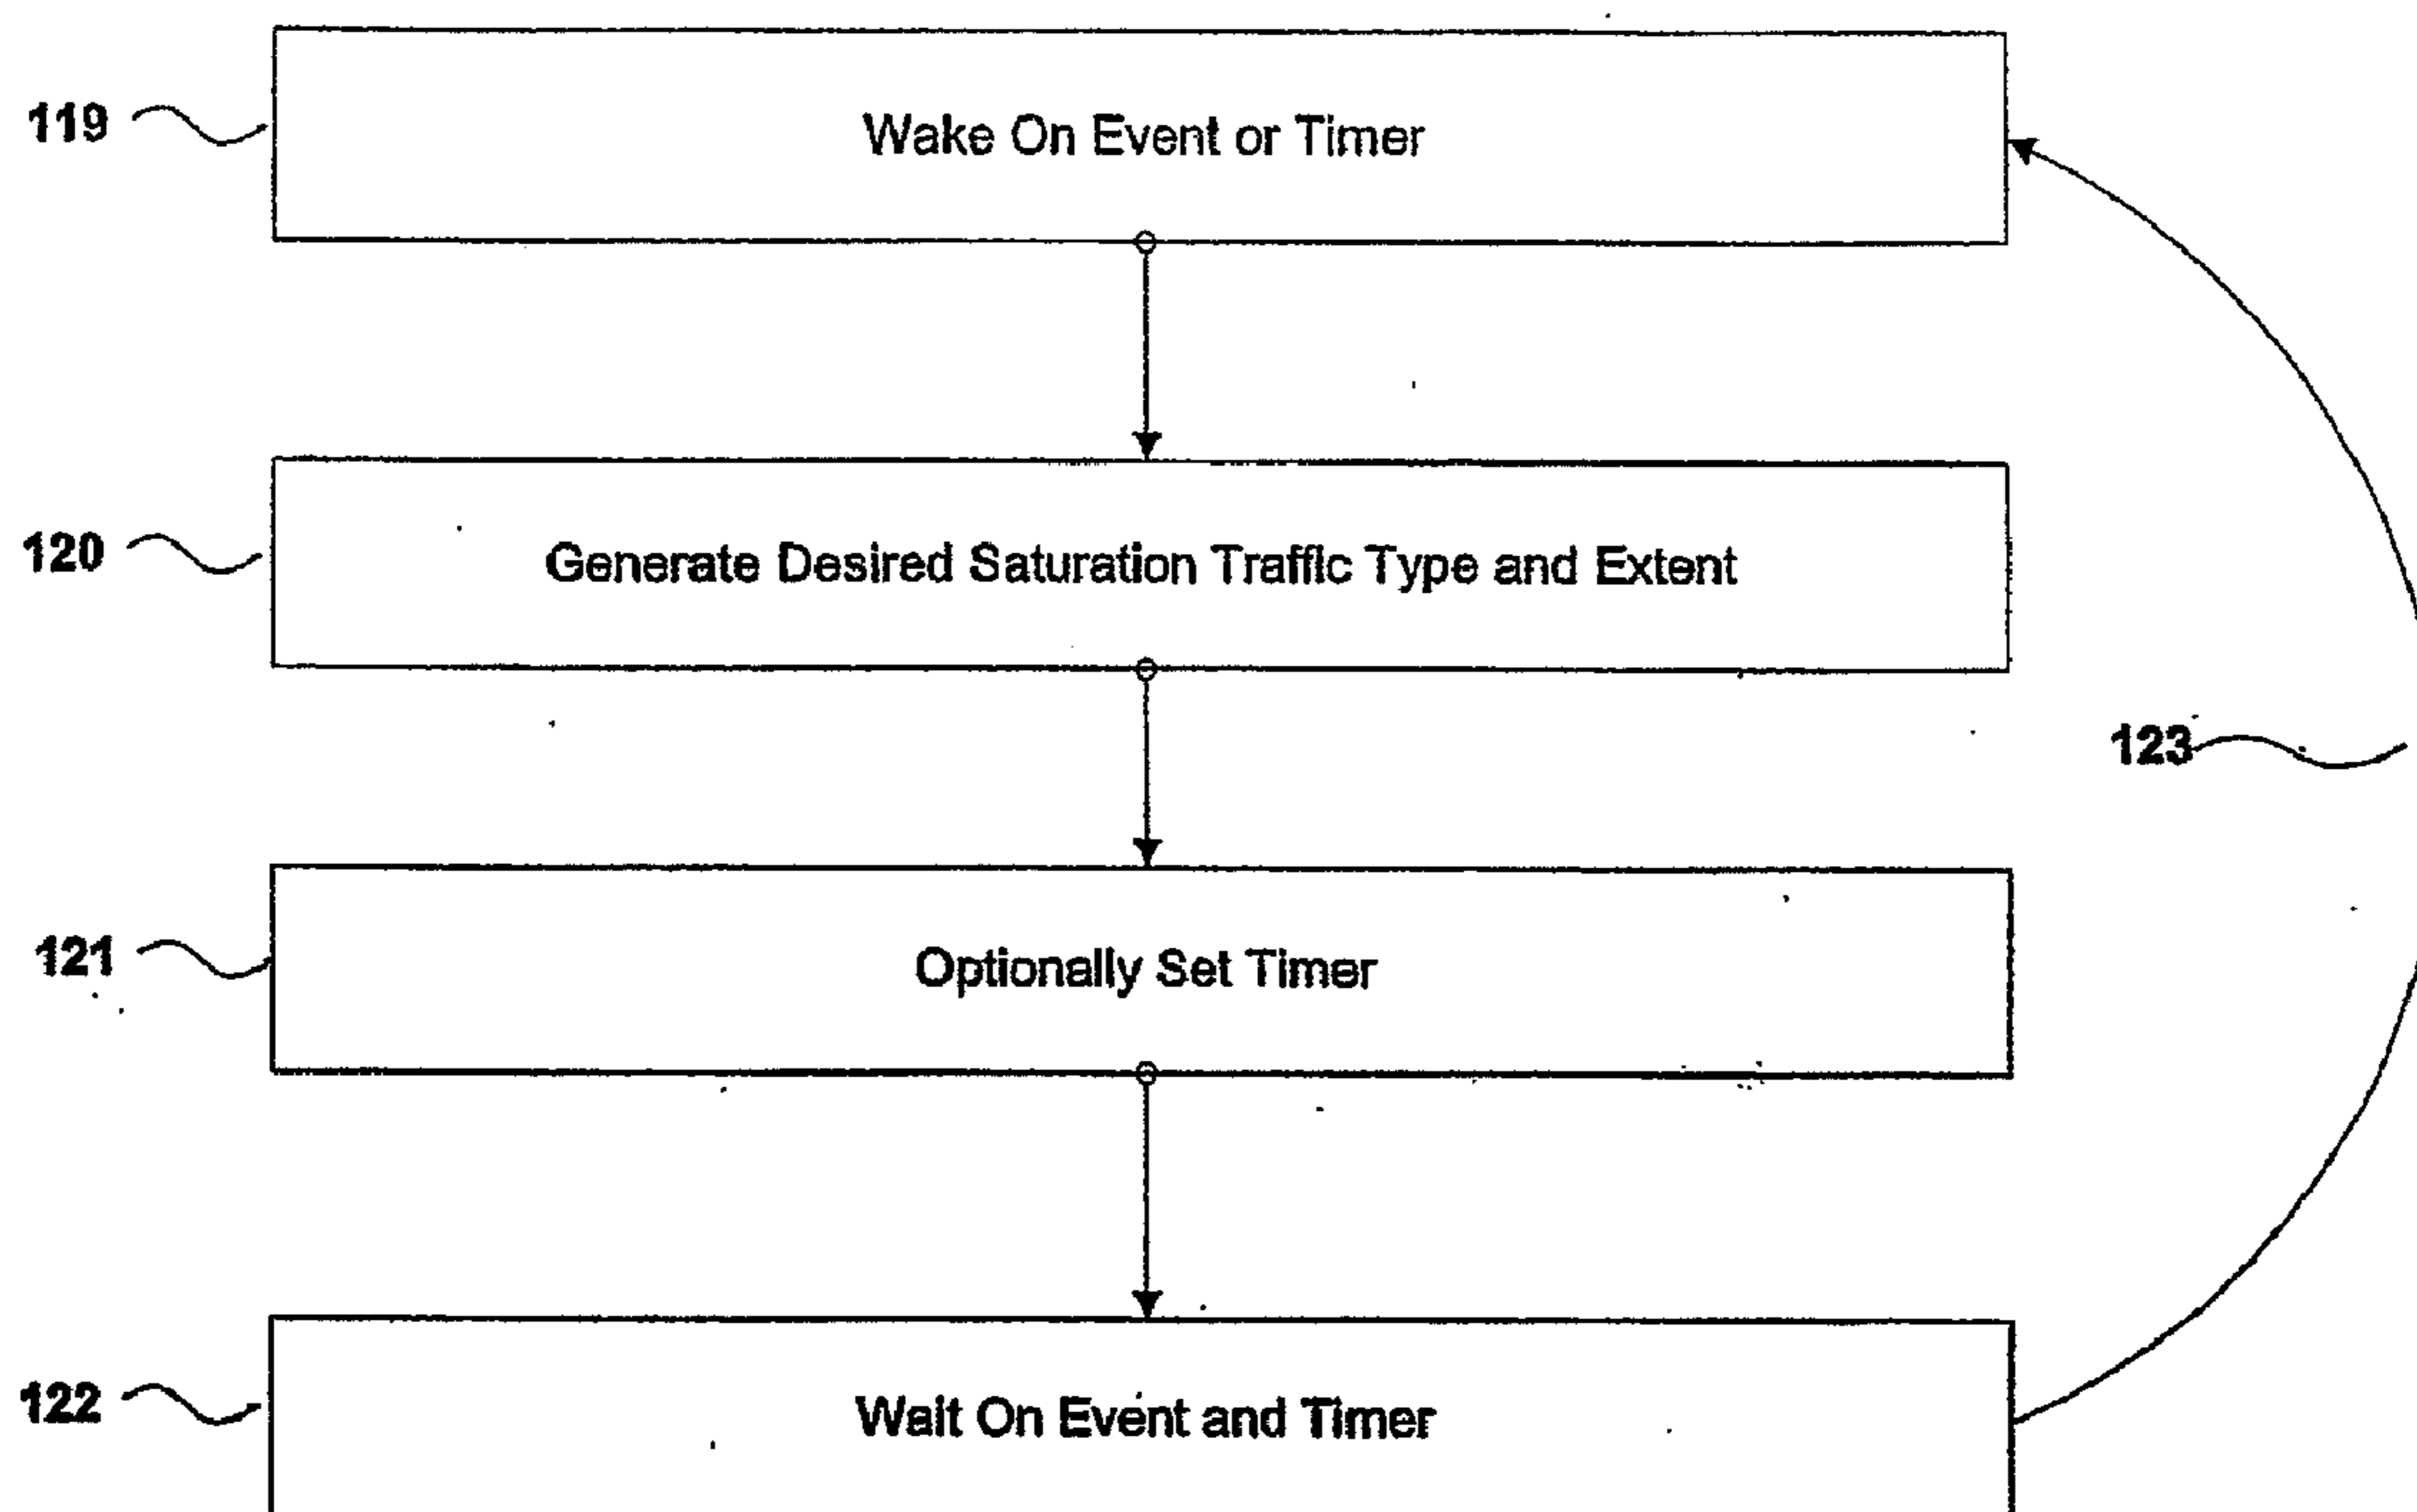 119
Wake On Event or Timer
120
Generate Desired Saturation Traffic Type and Extent
123
121
Optionally Set Timer
122
Wait On Event and Timer